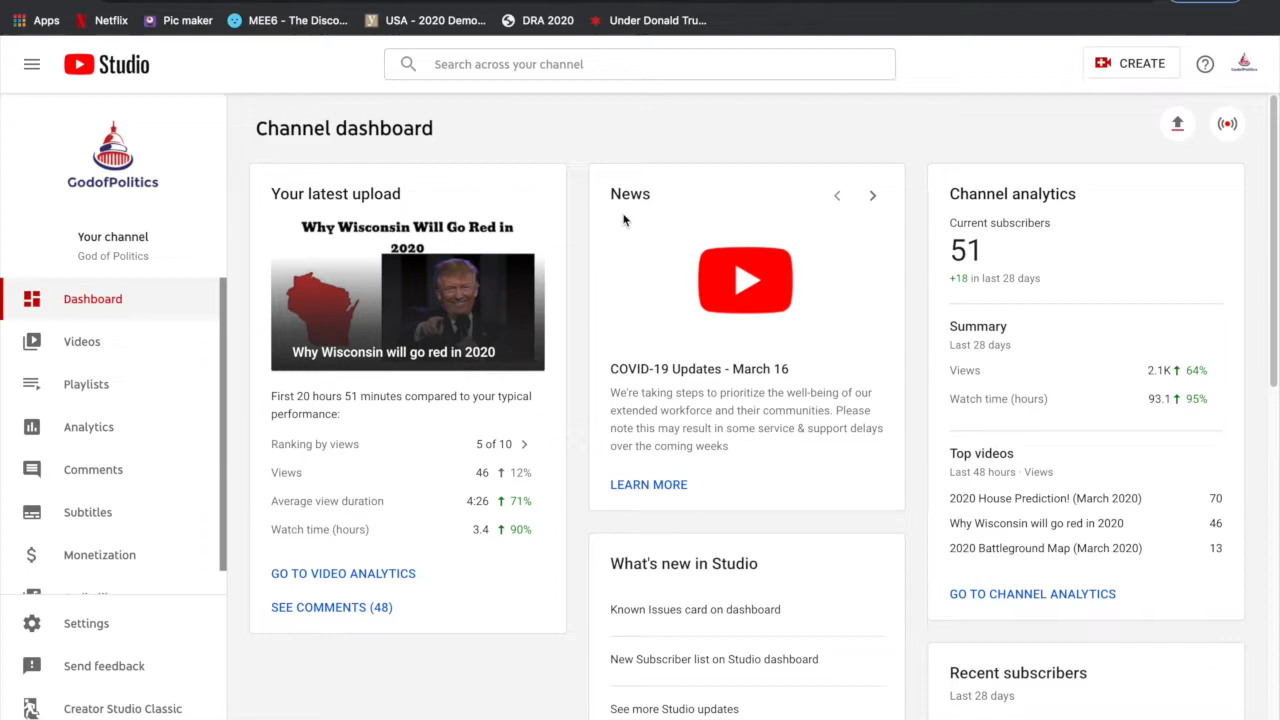 Apps
Netflix
Pic maker
MEE6 - The Disco...
USA - 2020 Demo...
DRA 2020
Under Donald Tru...
Studio
Search across your channel
CREATE
GodofPolitics
GodofPolitics
Your channel
God of Politics
Dashboard
Videos
Playlists
Analytics
Comments
Subtitles
Monetization
Settings
Send feedback
Creator Studio Classic
Channel dashboard
Your latest upload
Why Wisconsin Will Go Red in
2020
Why Wisconsin will go red in 2020
First 20 hours 51 minutes compared to your typical
performance:
Ranking by views 5 of 10
Views 46 12%
Average view duration 4:26 71%
Watch time (hours) 3.4 90%
GO TO VIDEO ANALYTICS
SEE COMMENTS (48)
News
COVID-19 Updates - March 16
We're taking steps to prioritize the well-being of our
extended workforce and their communities. Please
note this may result in some service & support delays
over the coming weeks
LEARN MORE
What's new in Studio
Known Issues card on dashboard
New Subscriber list on Studio dashboard
See more Studio updates
Channel analytics
Current subscribers
51
+18 in last 28 days
Summary
Last 28 days
Views 2.1K 64%
Watch time (hours) 93.1 95%
Top videos
Last 48 hours · Views
2020 House Prediction! (March 2020) 70
Why Wisconsin will go red in 2020 46
2020 Battleground Map (March 2020) 13
GO TO CHANNEL ANALYTICS
Recent subscribers
Last 28 days